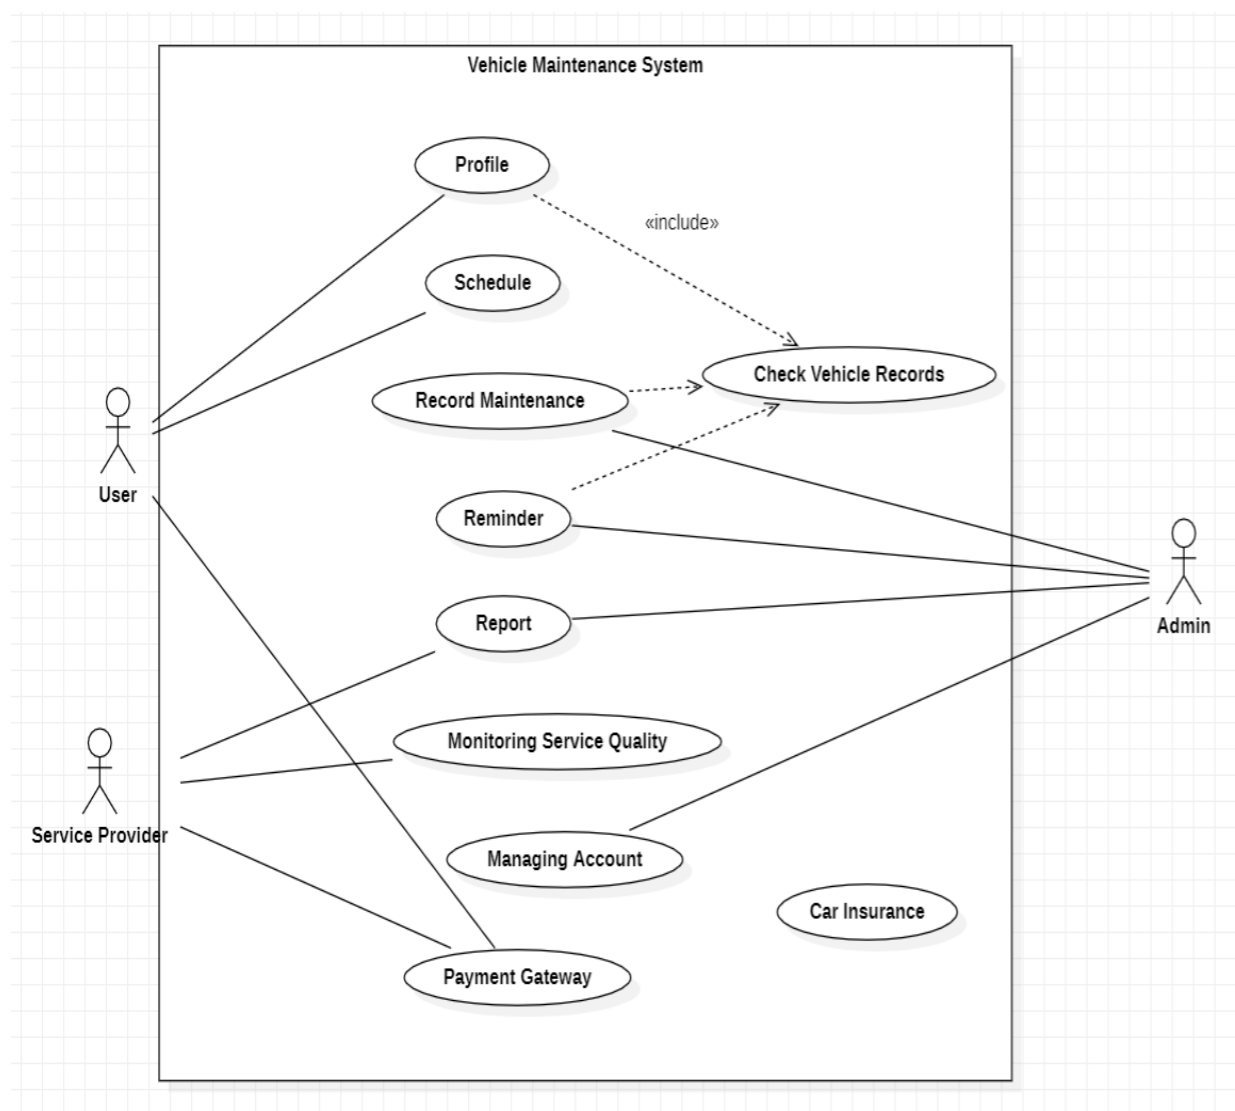 Vehicle Maintenance System
Profile
«include»
Schedule
Check Vehicle Records
Record Maintenance
User
Reminder
Report
Admin
Monitoring Service Quality
Service Provider
Managing Account
Car Insurance
Payment Gateway